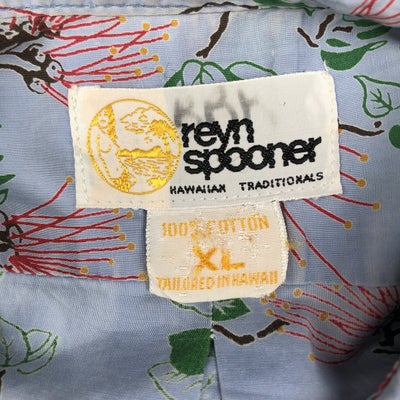 reyn
spooner
HAWAIIAN TRADITIONALS
100% COTTON
XL
TAILORED IN HAWAII